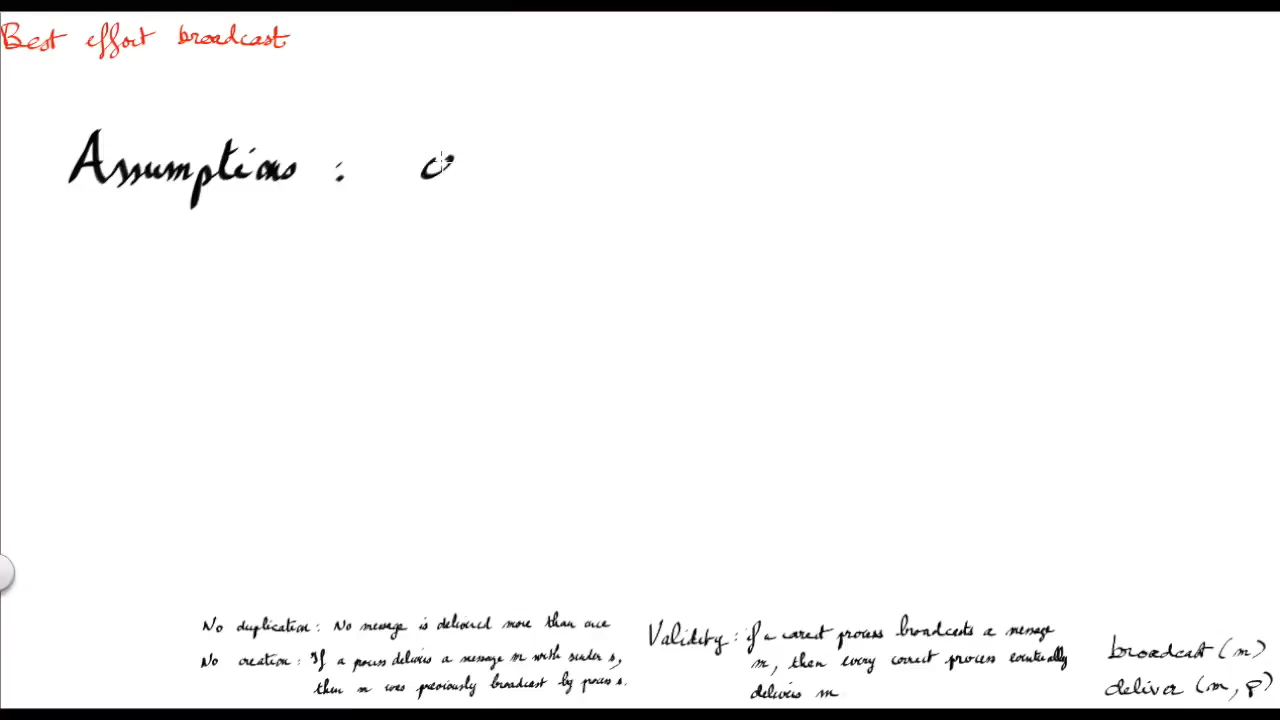 Best effort broadcast
Assumptions :
No duplication : No message is delivered more than once
No creation : If a process delivers a message m with sender s,
then m was previously broadcast by process s.
Validity : if a correct process broadcasts a message
m, then every correct process eventually
delivers m
broadcast (m)
deliver (m, p)